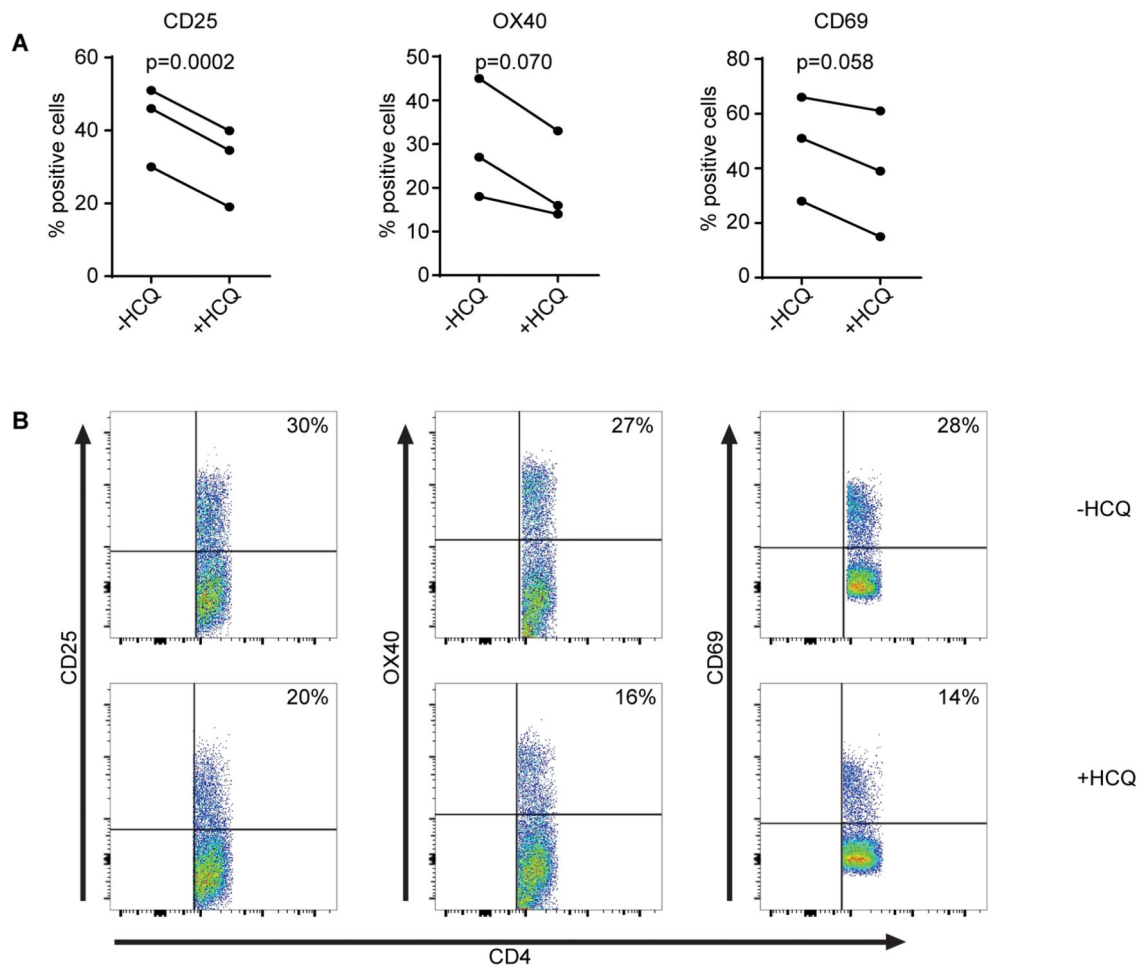 A
CD25
OX40
CD69
p=0.0002
p=0.070
p=0.058
% positive cells
60
40
20
0
-HCQ
+HCQ
% positive cells
50
40
30
20
10
0
-HCQ
+HCQ
% positive cells
80
60
40
20
0
-HCQ
+HCQ
B
CD25
30%
20%
OX40
27%
16%
CD69
28%
14%
-HCQ
+HCQ
CD4